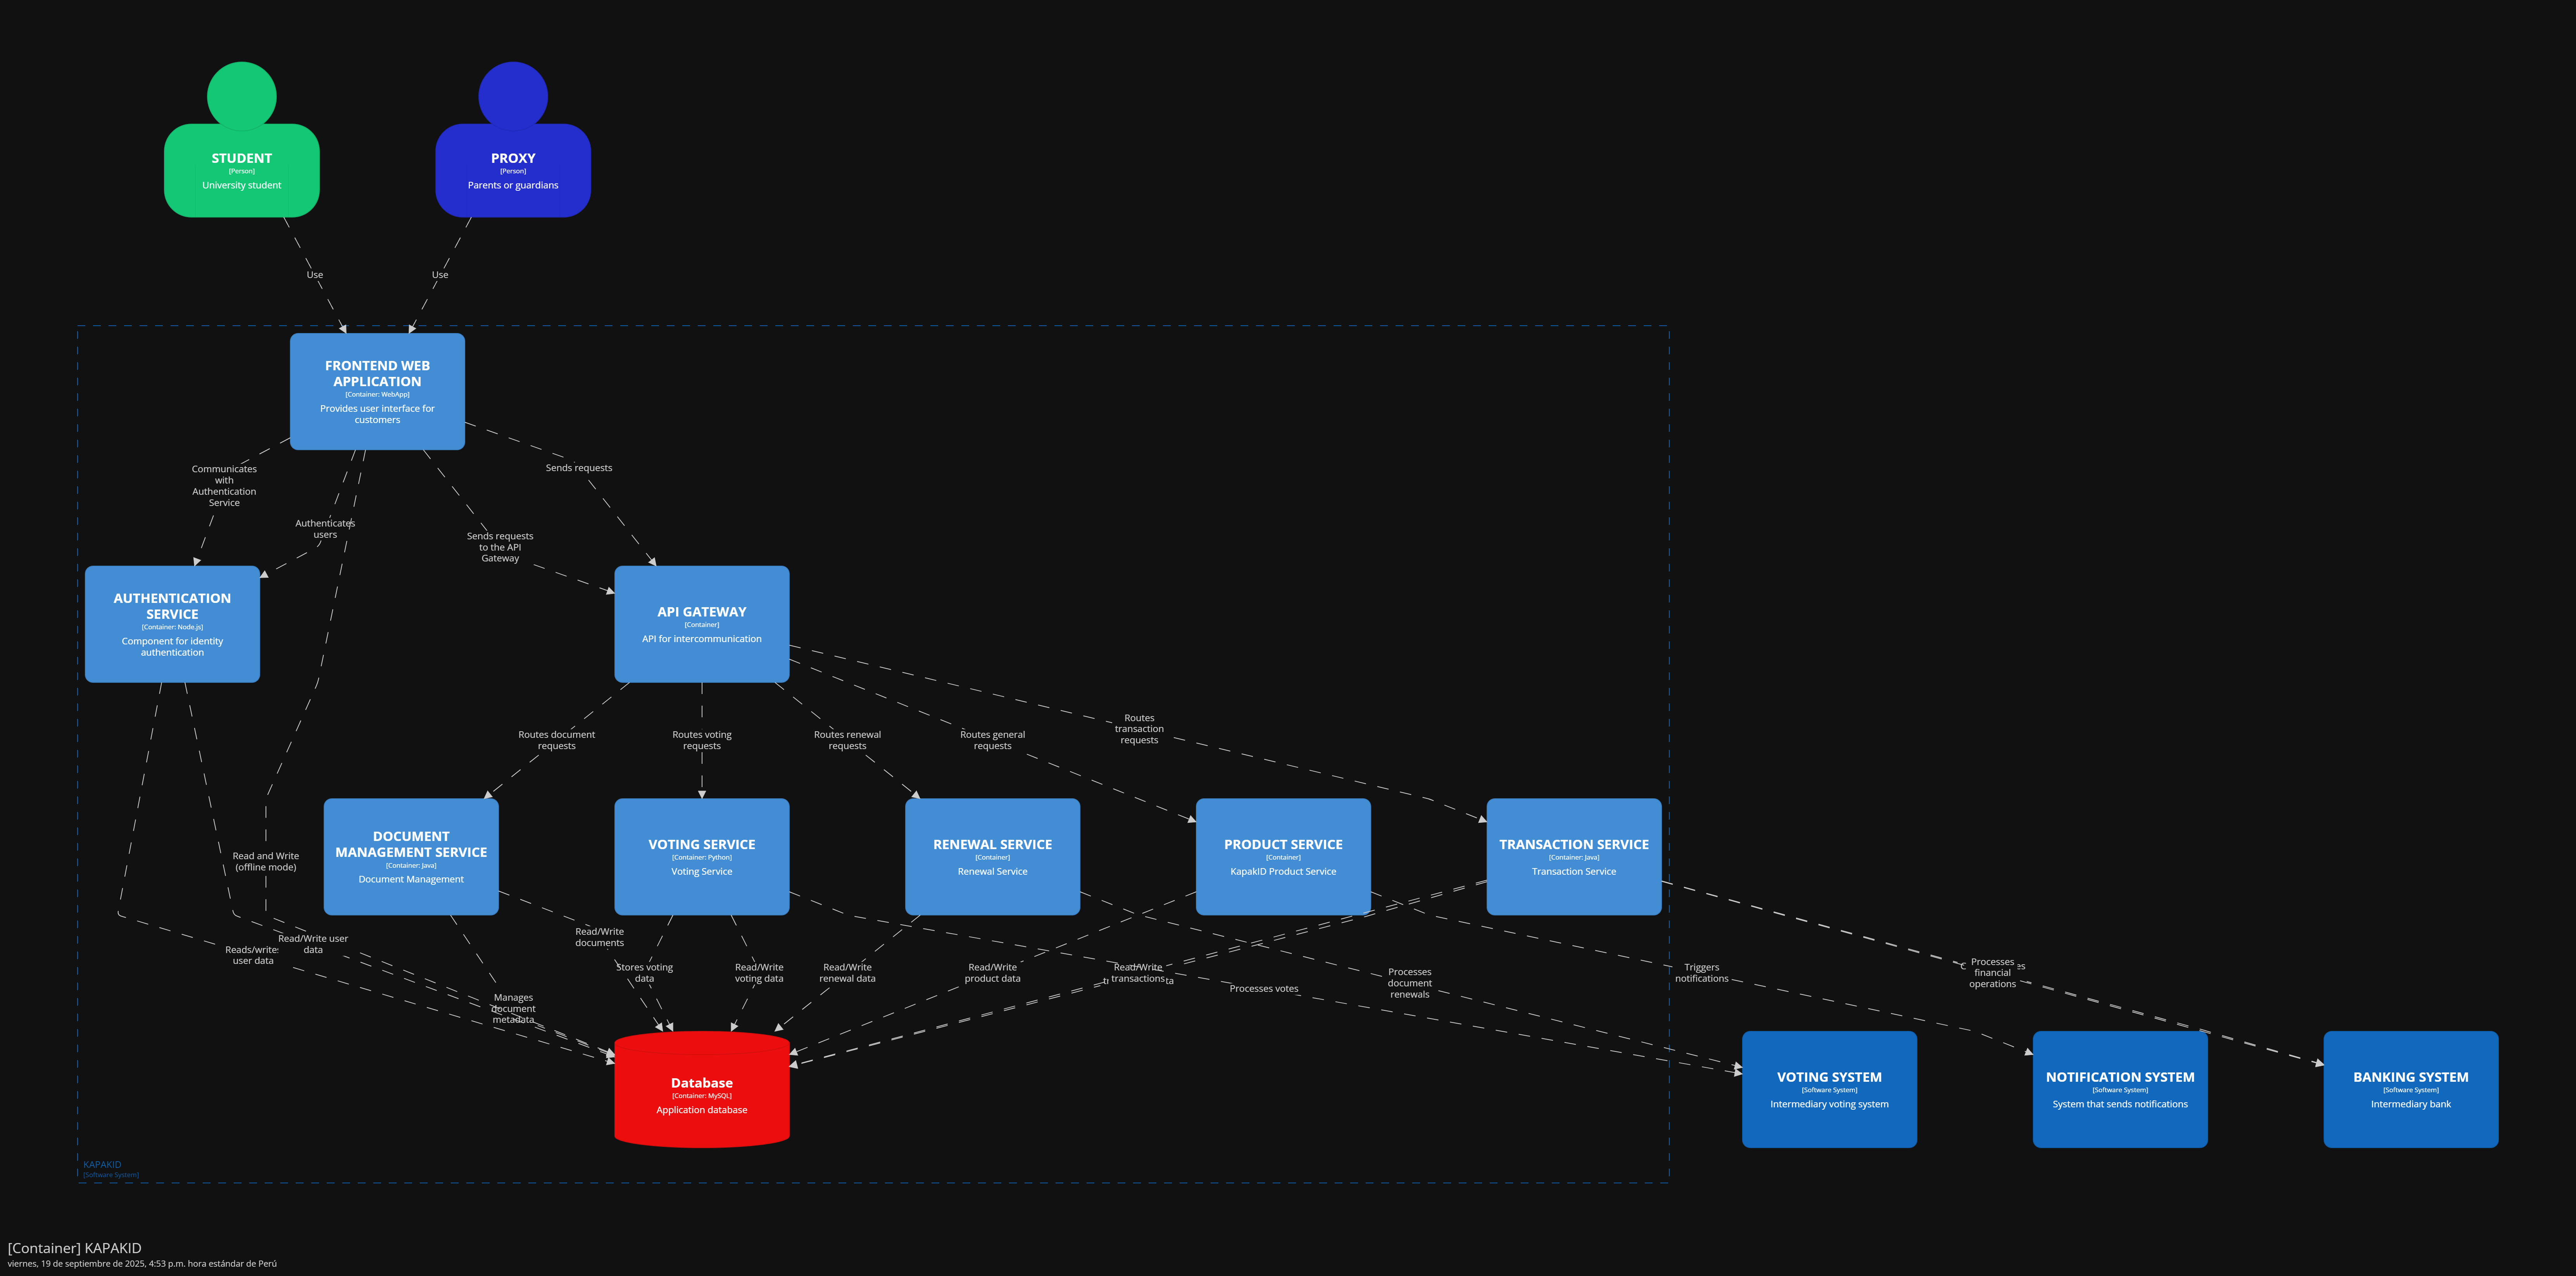 STUDENT
[Person]
University student
PROXY
[Person]
Parents or guardians
Use
Use
FRONTEND WEB
APPLICATION
[Container: WebApp]
Provides user interface for
customers
Communicates
with
Authentication
Service
Authenticates
users
Sends requests
to the API
Gateway
Sends requests
AUTHENTICATION
SERVICE
[Container: Node.js]
Component for identity
authentication
API GATEWAY
[Container]
API for intercommunication
Routes document
requests
Routes voting
requests
Routes renewal
requests
Routes general
requests
Routes
transaction
requests
Read and Write
(offline mode)
DOCUMENT
MANAGEMENT SERVICE
[Container: Java]
Document Management
VOTING SERVICE
[Container: Python]
Voting Service
RENEWAL SERVICE
[Container]
Renewal Service
PRODUCT SERVICE
[Container]
KapakID Product Service
TRANSACTION SERVICE
[Container: Java]
Transaction Service
Reads/writes
user data
Read/Write user
data
Manages
document
metadata
Read/Write
documents
Stores voting
data
Read/Write
voting data
Read/Write
renewal data
Read/Write
product data
Read/Write
transactions
Processes votes
Processes
document
renewals
Triggers
notifications
Processes
financial
operations
Database
[Container: MySQL]
Application database
VOTING SYSTEM
[Software System]
Intermediary voting system
NOTIFICATION SYSTEM
[Software System]
System that sends notifications
BANKING SYSTEM
[Software System]
Intermediary bank
KAPAKID
[Software System]
[Container] KAPAKID
viernes, 19 de septiembre de 2025, 4:53 p.m. hora estándar de Perú